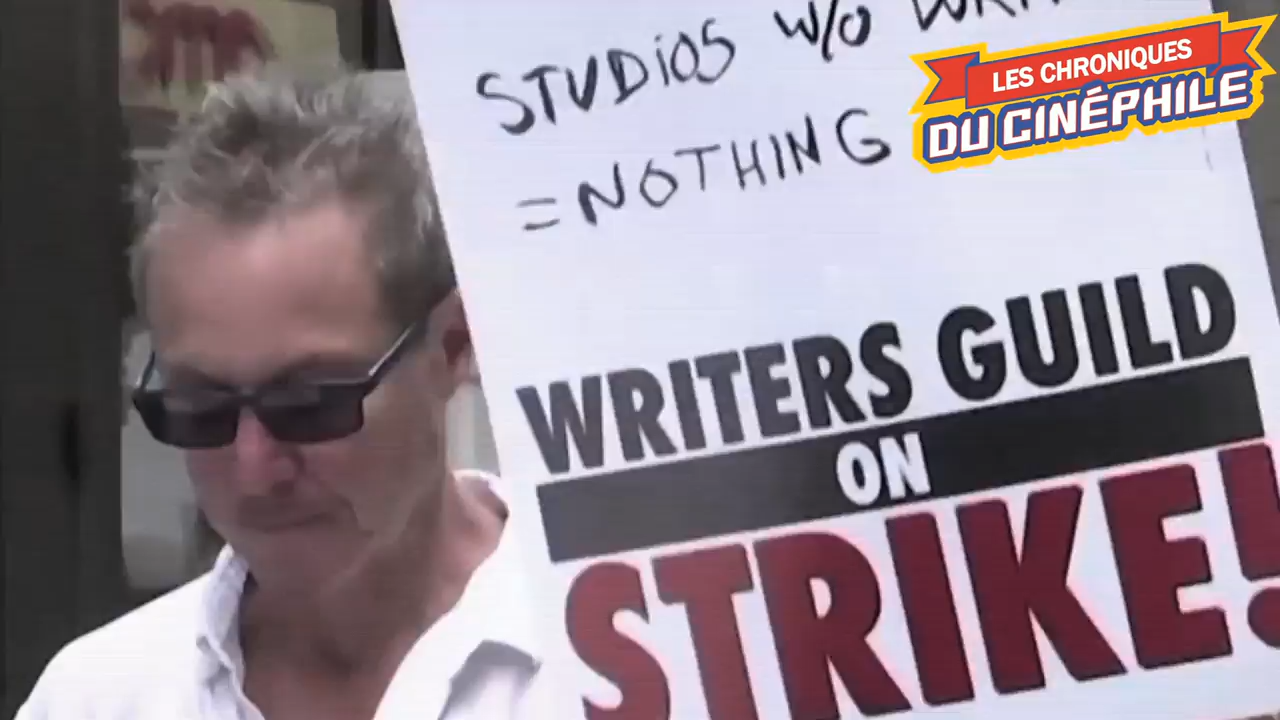 STUDiOS W/O
=NOTHING
WRITERS GUILD
ON
STRIKE!
LES CHRONIQUES
DU CINÉPHILE